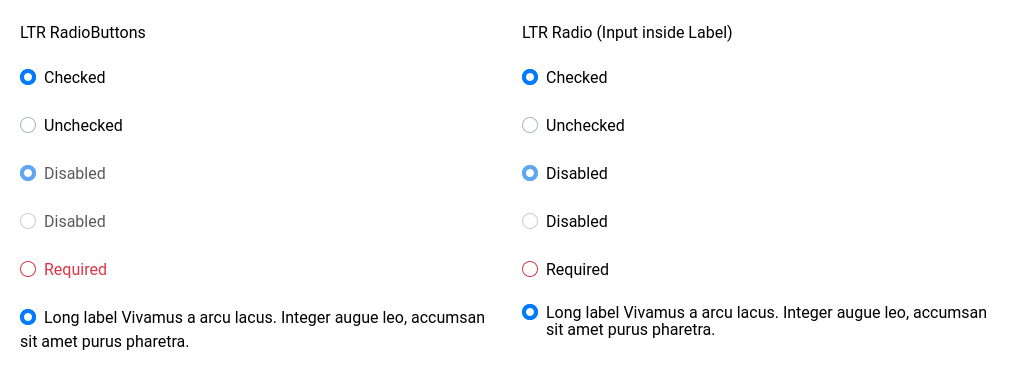 LTR RadioButtons
Checked
Unchecked
Disabled
Disabled
Required
Long label Vivamus a arcu lacus. Integer augue leo, accumsan
sit amet purus pharetra.
LTR Radio (Input inside Label)
Checked
Unchecked
Disabled
Disabled
Required
Long label Vivamus a arcu lacus. Integer augue leo, accumsan
sit amet purus pharetra.